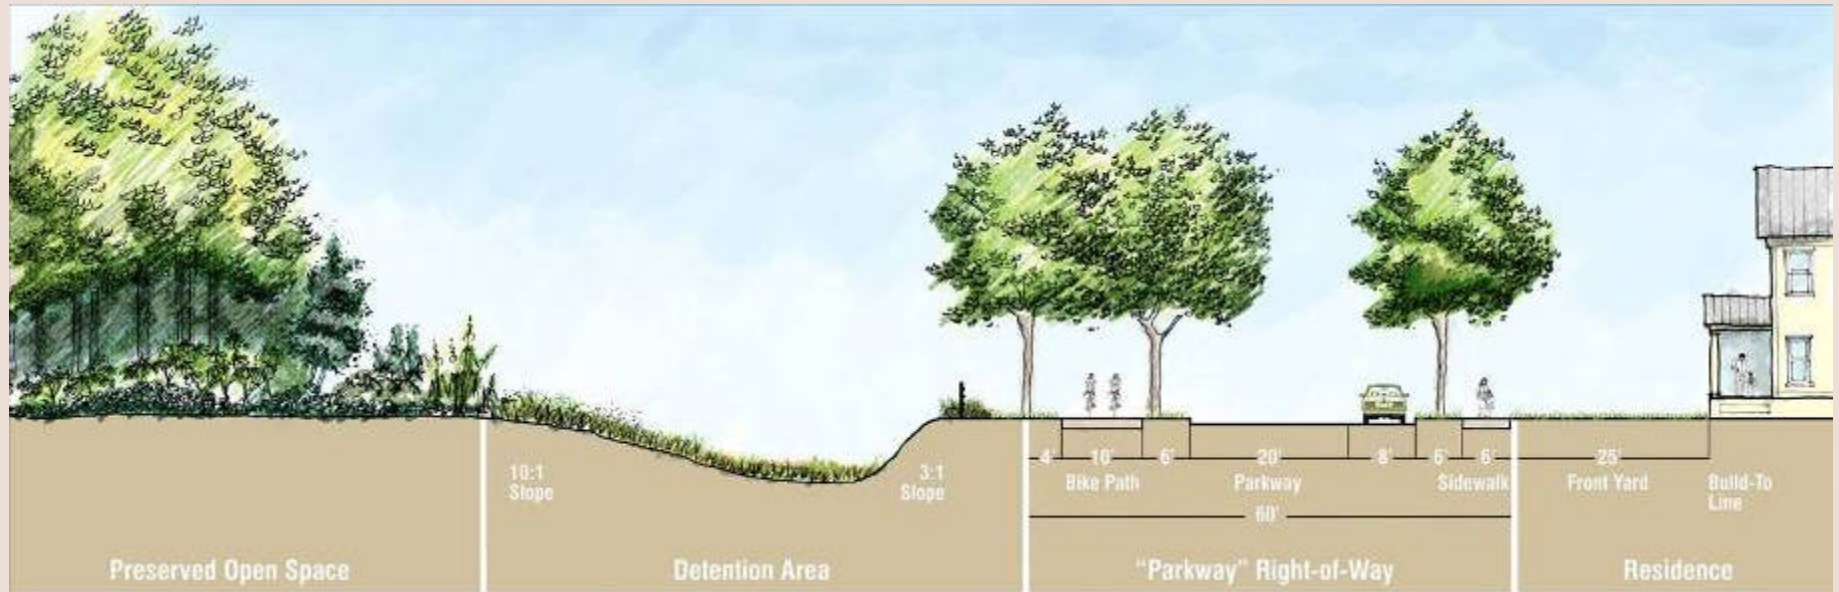 10:1
Slope
3:1
Slope
4' 10' 6' 20' 8' 6' 6' 25'
Bike Path Parkway Sidewalk Front Yard Build-To
Line
60'
Preserved Open Space Detention Area "Parkway" Right-of-Way Residence